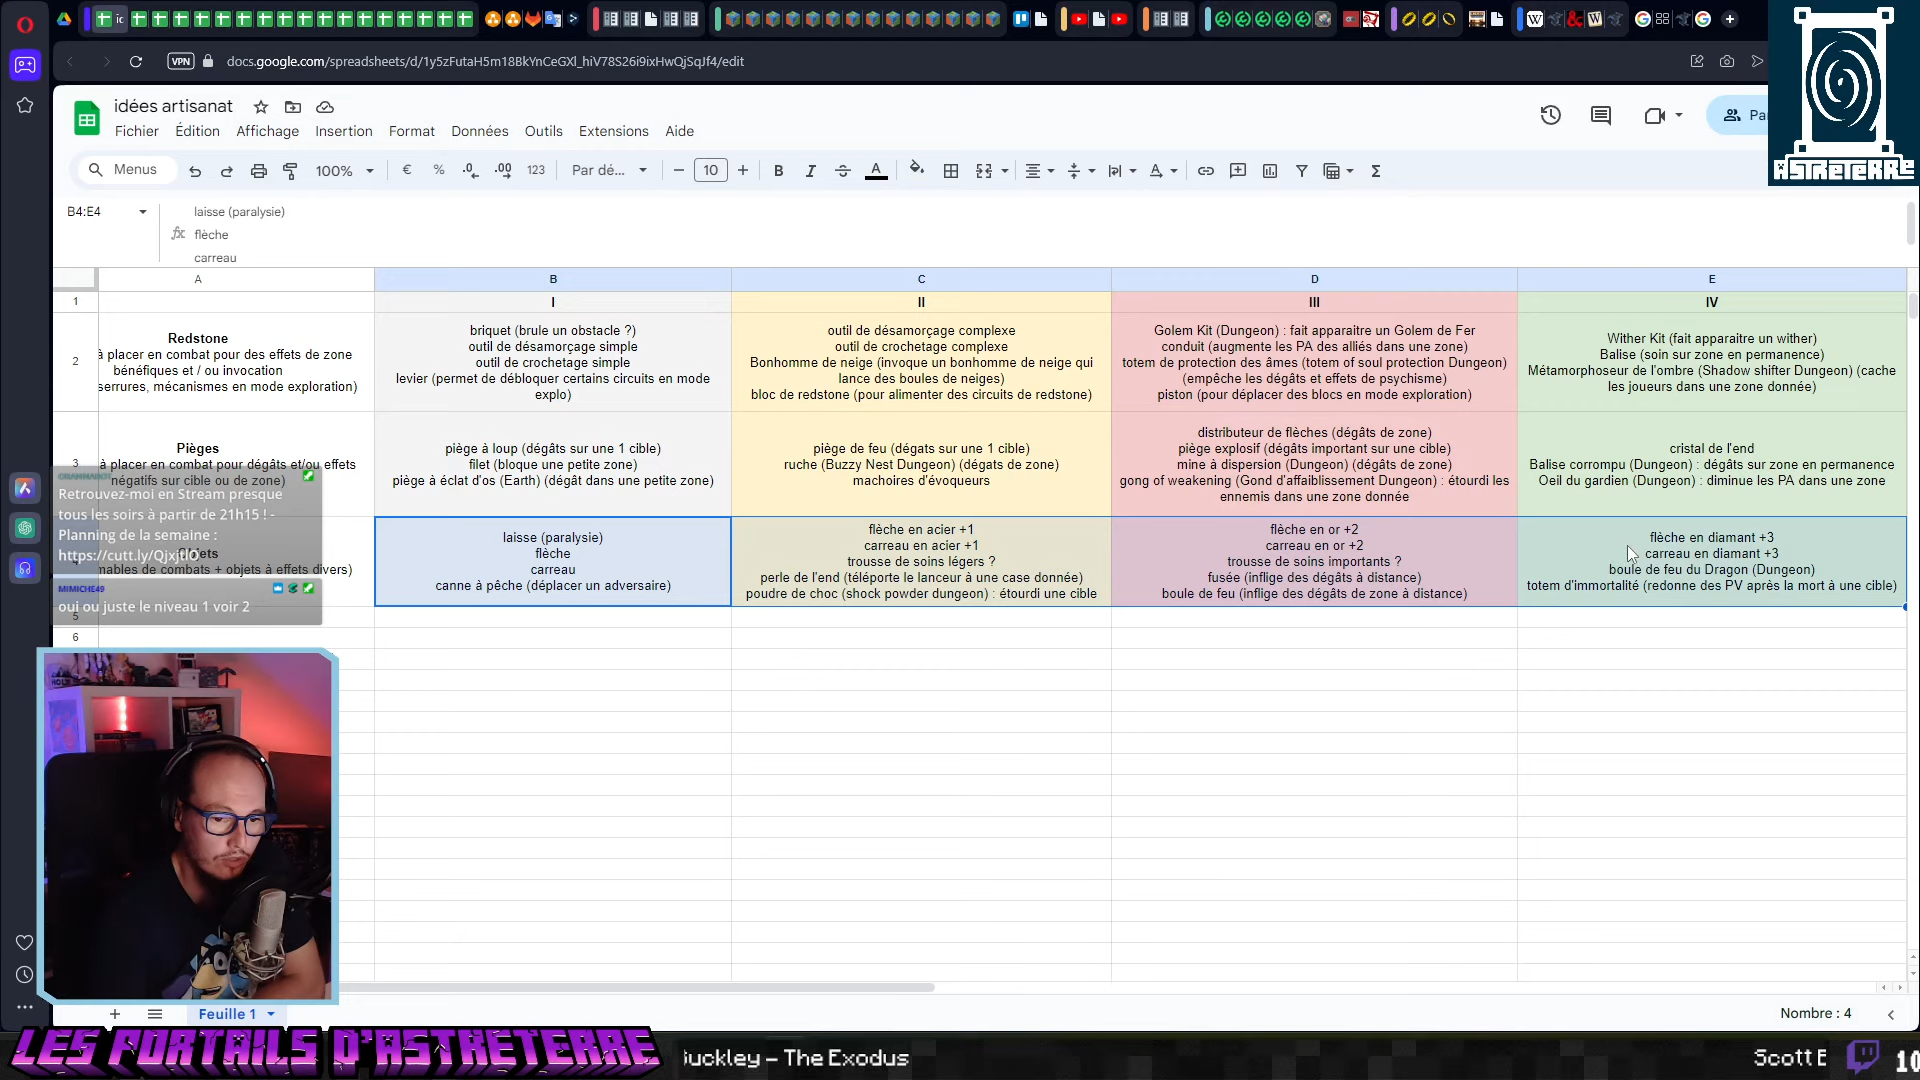 docs.google.com/spreadsheets/d/1y5zFutaH5m18BkYnCeGXl_hiV78S26i9ixHwQjSqJf4/edit
VPN
idées artisanat
Fichier Édition Affichage Insertion Format Données Outils Extensions Aide
Menus 100% € % .0 .00 123 Par dé... 10
B4:E4
laisse (paralysie)
flèche
carreau
A B C D E
1 I II III IV
2
Redstone
à placer en combat pour des effets de zone
bénéfiques et / ou invocation
serrures, mécanismes en mode exploration)
briquet (brule un obstacle ?)
outil de désamorçage simple
outil de crochetage simple
levier (permet de débloquer certains circuits en mode
explo)
outil de désamorçage complexe
outil de crochetage complexe
Bonhomme de neige (invoque un bonhomme de neige qui
lance des boules de neiges)
bloc de redstone (pour alimenter des circuits de redstone)
Golem Kit (Dungeon) : fait apparaitre un Golem de Fer
conduit (augmente les PA des alliés dans une zone)
totem de protection des âmes (totem of soul protection Dungeon)
(empêche les dégâts et effets de psychisme)
piston (pour déplacer des blocs en mode exploration)
Wither Kit (fait apparaitre un wither)
Balise (soin sur zone en permanence)
Métamorphoseur de l'ombre (Shadow shifter Dungeon) (cache
les joueurs dans une zone donnée)
3
Pièges
à placer en combat pour dégâts et/ou effets
négatifs sur cible ou de zone)
piège à loup (dégâts sur une 1 cible)
filet (bloque une petite zone)
piège à éclat d'os (Earth) (dégât dans une petite zone)
piège de feu (dégats sur une 1 cible)
ruche (Buzzy Nest Dungeon) (dégats de zone)
machoires d'évoqueurs
distributeur de flèches (dégâts de zone)
piège explosif (dégâts important sur une cible)
mine à dispersion (Dungeon) (dégâts de zone)
gong of weakening (Gond d'affaiblissement Dungeon) : étourdi les
ennemis dans une zone donnée
cristal de l'end
Balise corrompu (Dungeon) : dégâts sur zone en permanence
Oeil du gardien (Dungeon) : diminue les PA dans une zone
4
mables de combats + objets à effets divers)
laisse (paralysie)
flèche
carreau
canne à pêche (déplacer un adversaire)
flèche en acier +1
carreau en acier +1
trousse de soins légers ?
perle de l'end (téléporte le lanceur à une case donnée)
poudre de choc (shock powder dungeon) : étourdi une cible
flèche en or +2
carreau en or +2
trousse de soins importants ?
fusée (inflige des dégâts à distance)
boule de feu (inflige des dégâts de zone à distance)
flèche en diamant +3
carreau en diamant +3
boule de feu du Dragon (Dungeon)
totem d'immortalité (redonne des PV après la mort à une cible)
5
6
Retrouvez-moi en Stream presque
tous les soirs à partir de 21h15 ! -
Planning de la semaine :
https://cutt.ly/QjxjtIO
MIMICHE49
oui ou juste le niveau 1 voir 2
Feuille 1
Nombre : 4
ASTRETERRE
LES PORTAILS D'ASTRETERRE
uckley – The Exodus
Scott
10